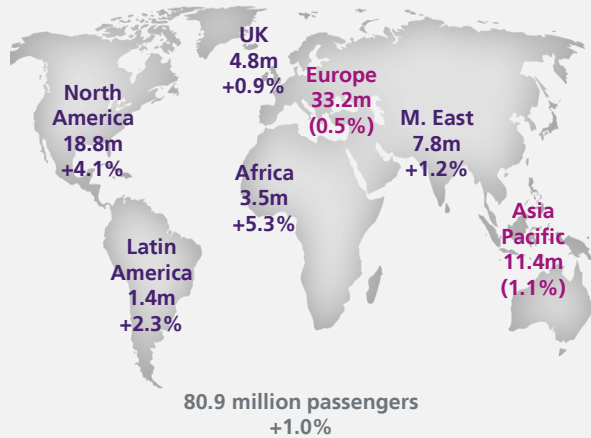 UK
4.8m
+0.9%
Europe
33.2m
(0.5%)
North
America
18.8m
+4.1%
M. East
7.8m
+1.2%
Africa
3.5m
+5.3%
Asia
Pacific
11.4m
(1.1%)
Latin
America
1.4m
+2.3%
80.9 million passengers
+1.0%